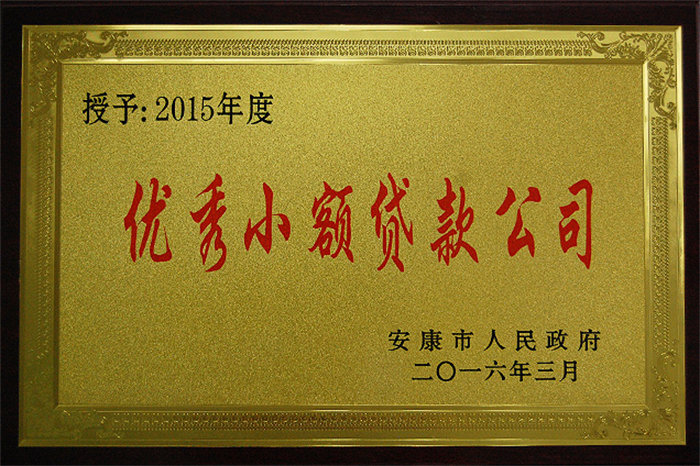 授予:2015年度
优秀小额贷款公司
安康市人民政府
二〇一六年三月